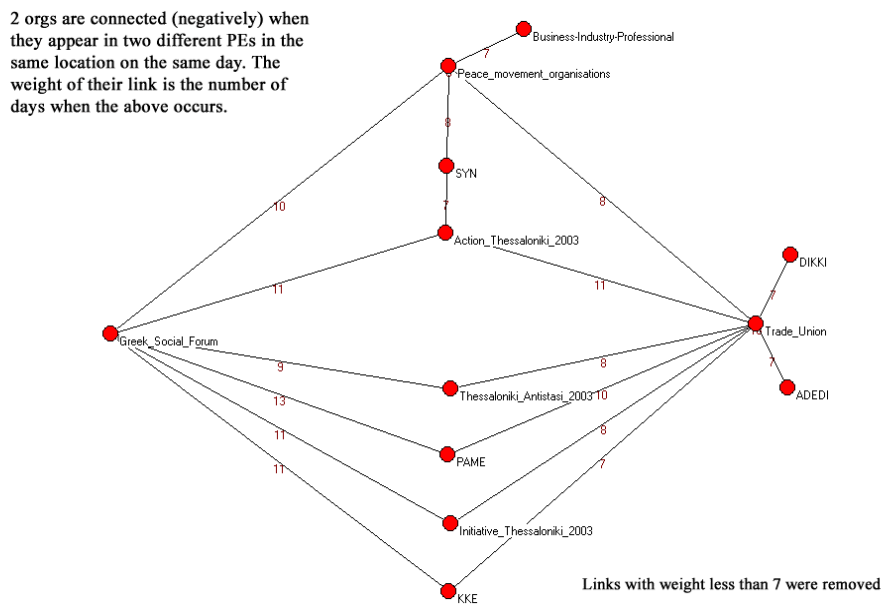 2 orgs are connected (negatively) when
they appear in two different PEs in the
same location on the same day. The
weight of their link is the number of
days when the above occurs.
Business-Industry-Professional
7
Peace_movement_organisations
8
SYN
10
8
7
Action_Thessaloniki_2003
DIKKI
11
11
7
Trade_Union
Greek_Social_Forum
9
8
7
Thessaloniki_Antistasi_2003
10
ADEDI
13
11
8
PAME
11
7
Initiative_Thessaloniki_2003
Links with weight less than 7 were removed
KKE